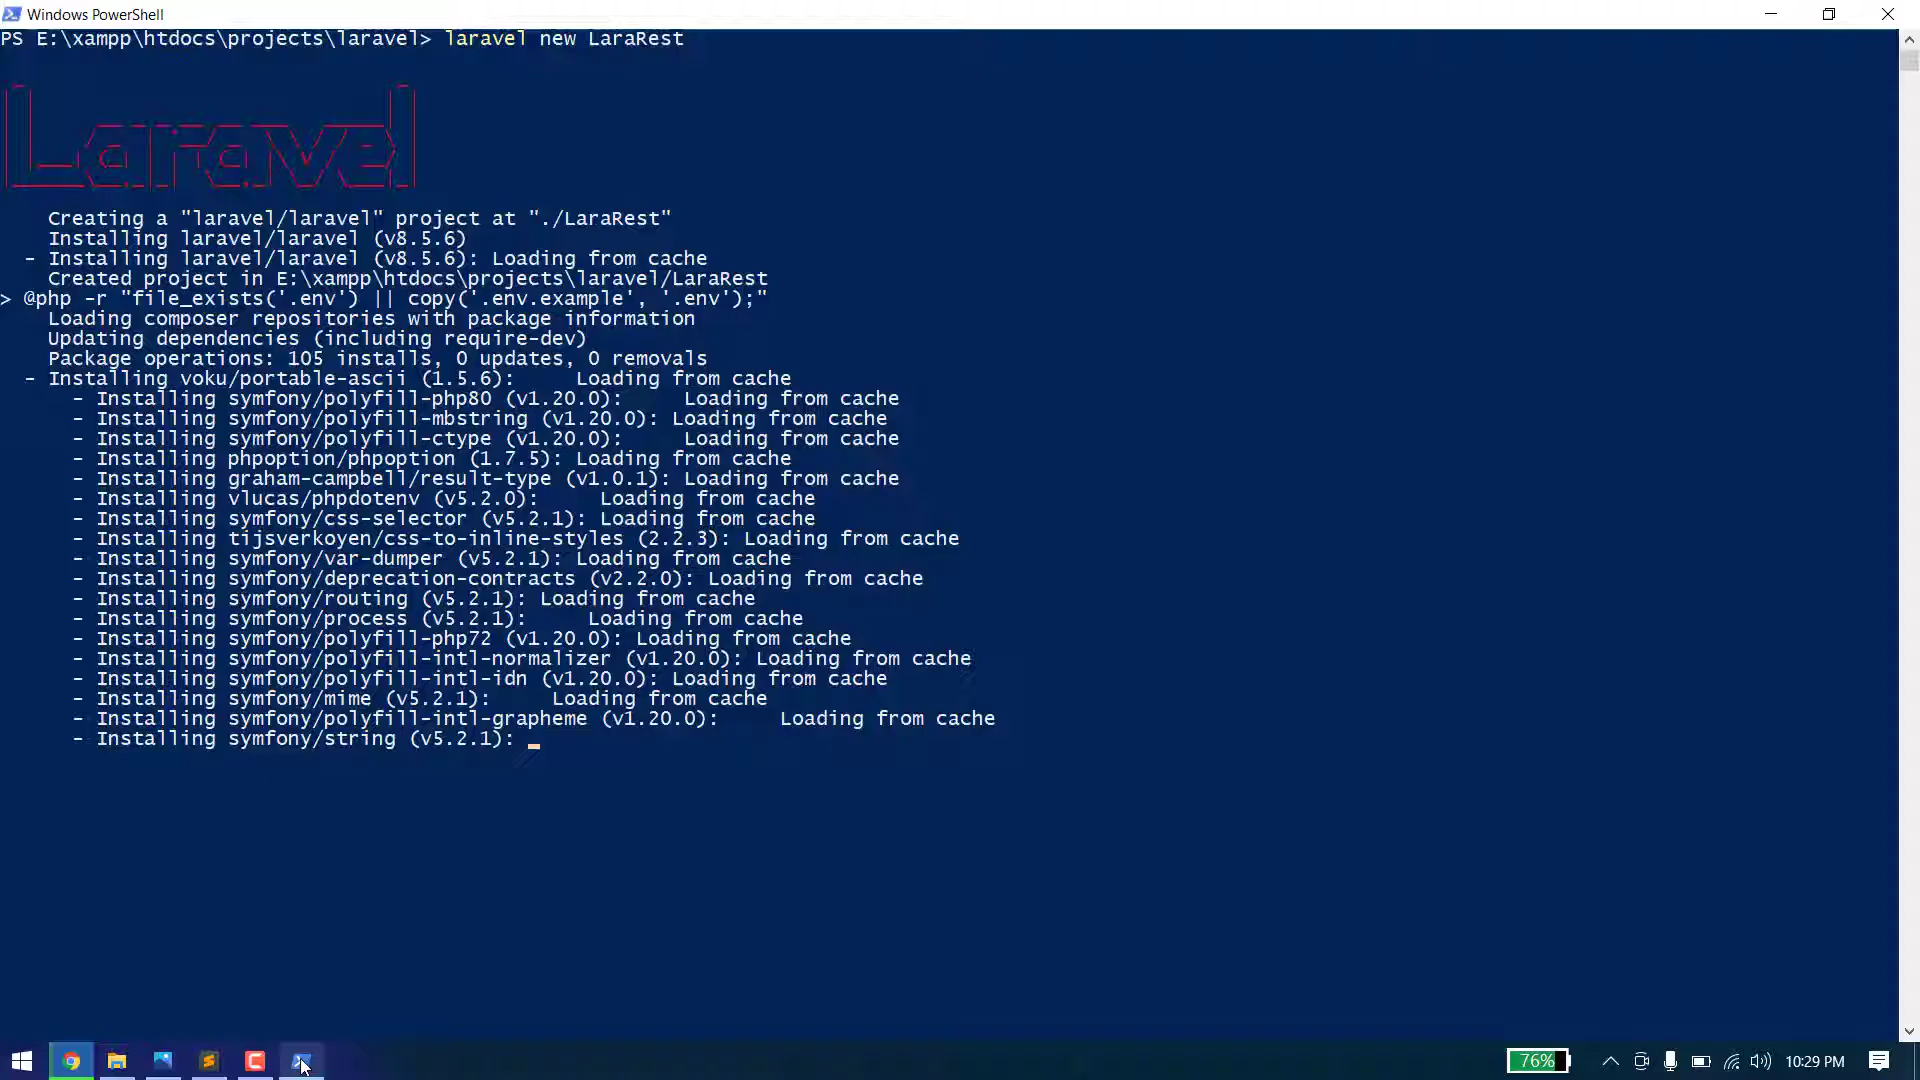 Windows PowerShell
PS E:\xampp\htdocs\projects\laravel> laravel new LaraRest
Laravel
Creating a "laravel/laravel" project at "./LaraRest"
Installing laravel/laravel (v8.5.6)
- Installing laravel/laravel (v8.5.6): Loading from cache
Created project in E:\xampp\htdocs\projects\laravel/LaraRest
> @php -r "file_exists('.env') || copy('.env.example', '.env');"
Loading composer repositories with package information
Updating dependencies (including require-dev)
Package operations: 105 installs, 0 updates, 0 removals
- Installing voku/portable-ascii (1.5.6): Loading from cache
- Installing symfony/polyfill-php80 (v1.20.0): Loading from cache
- Installing symfony/polyfill-mbstring (v1.20.0): Loading from cache
- Installing symfony/polyfill-ctype (v1.20.0): Loading from cache
- Installing phpoption/phpoption (1.7.5): Loading from cache
- Installing graham-campbell/result-type (v1.0.1): Loading from cache
- Installing vlucas/phpdotenv (v5.2.0): Loading from cache
- Installing symfony/css-selector (v5.2.1): Loading from cache
- Installing tijsverkoyen/css-to-inline-styles (2.2.3): Loading from cache
- Installing symfony/var-dumper (v5.2.1): Loading from cache
- Installing symfony/deprecation-contracts (v2.2.0): Loading from cache
- Installing symfony/routing (v5.2.1): Loading from cache
- Installing symfony/process (v5.2.1): Loading from cache
- Installing symfony/polyfill-php72 (v1.20.0): Loading from cache
- Installing symfony/polyfill-intl-normalizer (v1.20.0): Loading from cache
- Installing symfony/polyfill-intl-idn (v1.20.0): Loading from cache
- Installing symfony/mime (v5.2.1): Loading from cache
- Installing symfony/polyfill-intl-grapheme (v1.20.0): Loading from cache
- Installing symfony/string (v5.2.1):
76%
10:29 PM